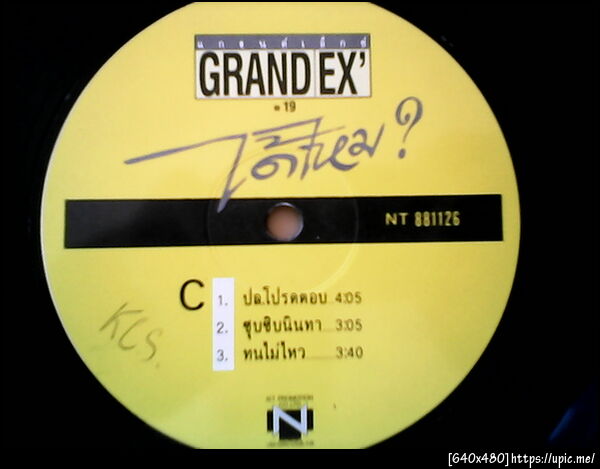 แกรนด์เอ็กซ์
GRAND EX'
19
ได้ไหม?
NT 881126
C
1. ปล.โปรดตอบ 4:05
2. ซุบซิบนินทา 3:05
3. ทนไม่ไหว 3:40
KCS.
N
[640x480]https://upic.me/